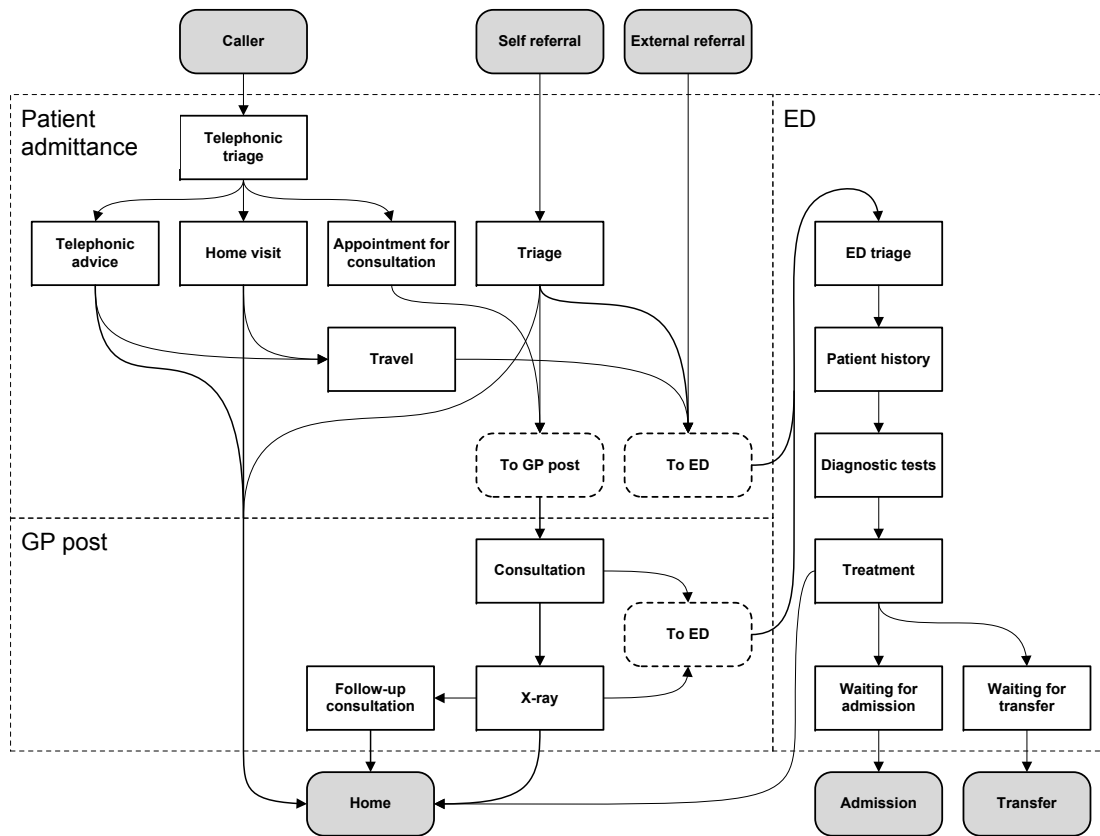 Caller
Self referral
External referral
Patient
admittance
ED
Telephonic
triage
Telephonic
advice
Home visit
Appointment for
consultation
Triage
ED triage
Travel
Patient history
To GP post
To ED
Diagnostic tests
GP post
Consultation
Treatment
To ED
Follow-up
consultation
X-ray
Waiting for
admission
Waiting for
transfer
Home
Admission
Transfer